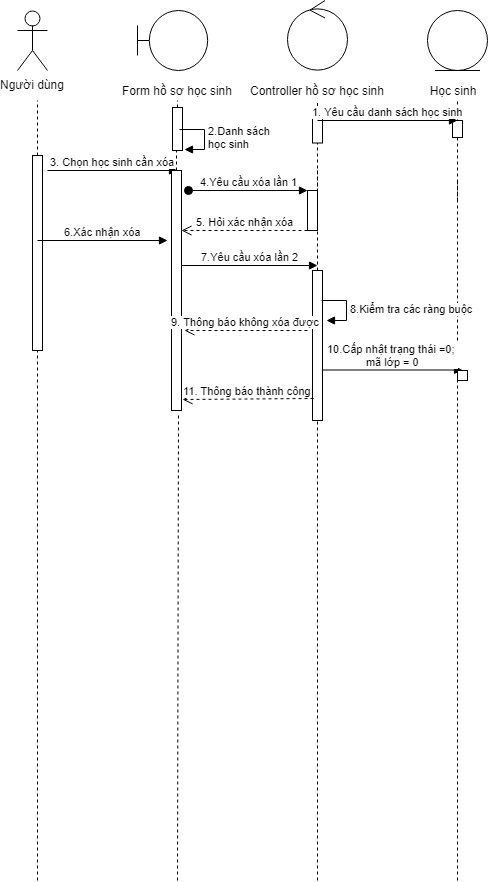 Người dùng
Form hồ sơ học sinh
Controller hồ sơ học sinh
Học sinh
1. Yêu cầu danh sách học sinh
2.Danh sách
học sinh
3. Chọn học sinh cần xóa
4.Yêu cầu xóa lần 1
5. Hỏi xác nhận xóa
6.Xác nhận xóa
7.Yêu cầu xóa lần 2
8.Kiểm tra các ràng buộc
9. Thông báo không xóa được
10.Cấp nhật trạng thái =0;
mã lớp = 0
11. Thông báo thành công